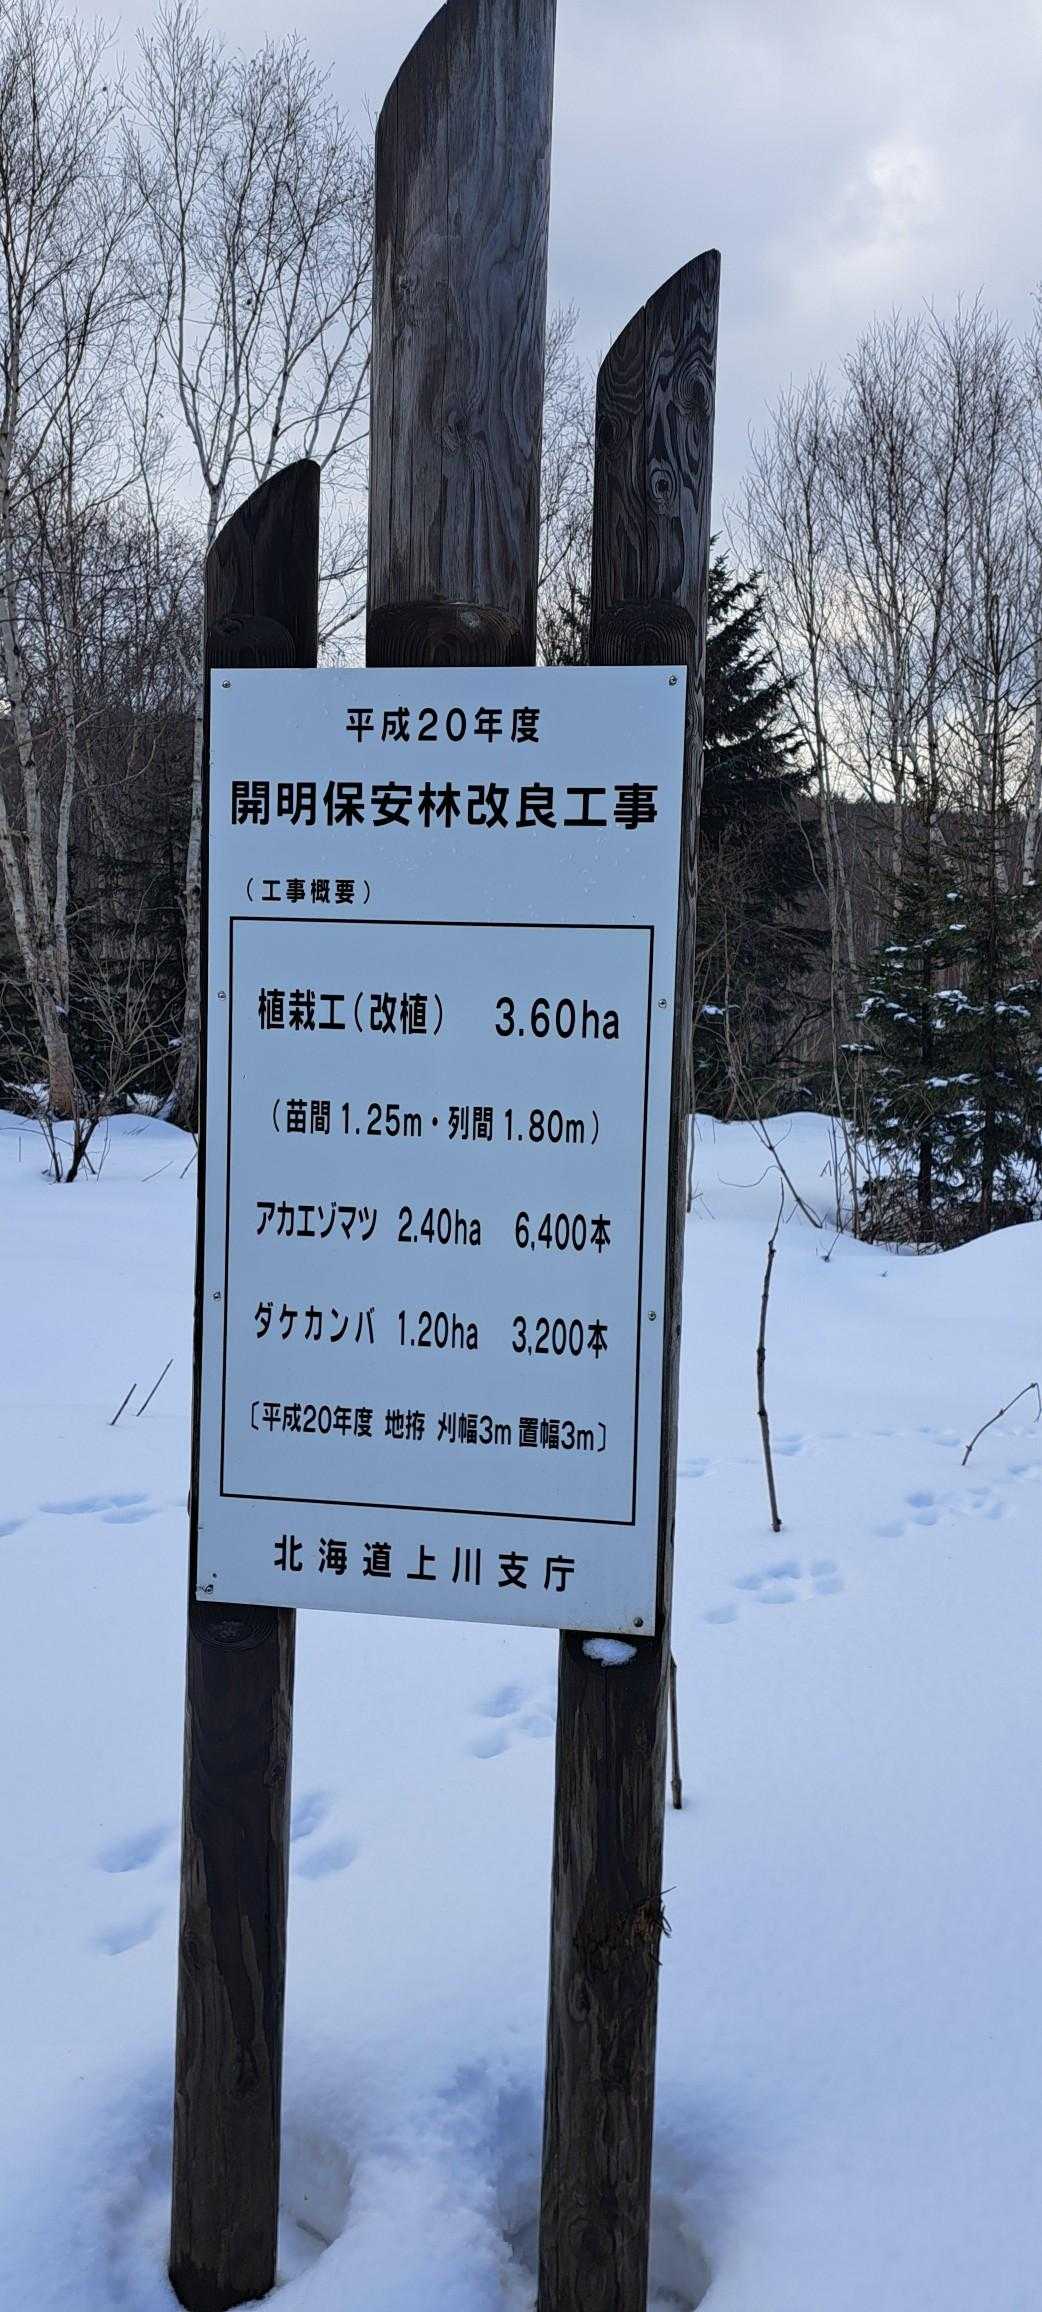 平成20年度
開明保安林改良工事
（工事概要）
植栽工（改植） 3.60ha
（苗間1.25m・列間1.80m）
アカエゾマツ 2.40ha 6,400本
ダケカンバ 1.20ha 3,200本
〔平成20年度 地拵 刈幅3m 置幅3m〕
北海道上川支庁